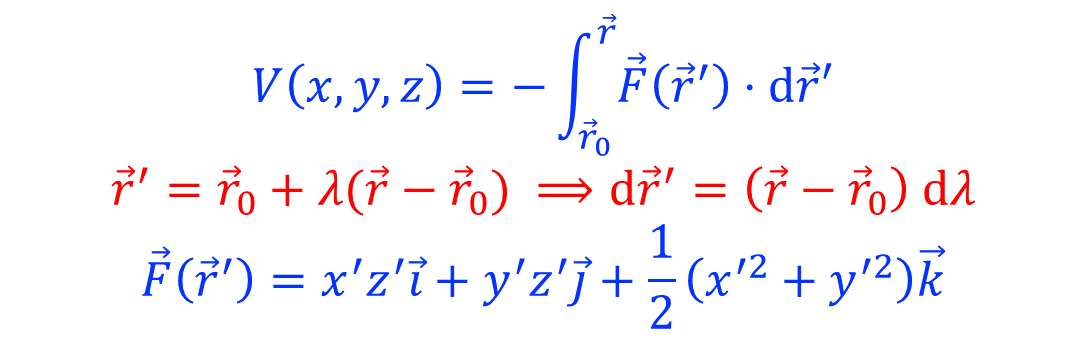 V(x, y, z) = − ∫_{r⃗₀}^{r⃗} F⃗(r⃗ ′) · dr⃗ ′
r⃗ ′ = r⃗₀ + λ(r⃗ − r⃗₀) ⟹ dr⃗ ′ = (r⃗ − r⃗₀) dλ
F⃗(r⃗ ′) = x′z′i⃗ + y′z′j⃗ + 1/2 (x′² + y′²)k⃗